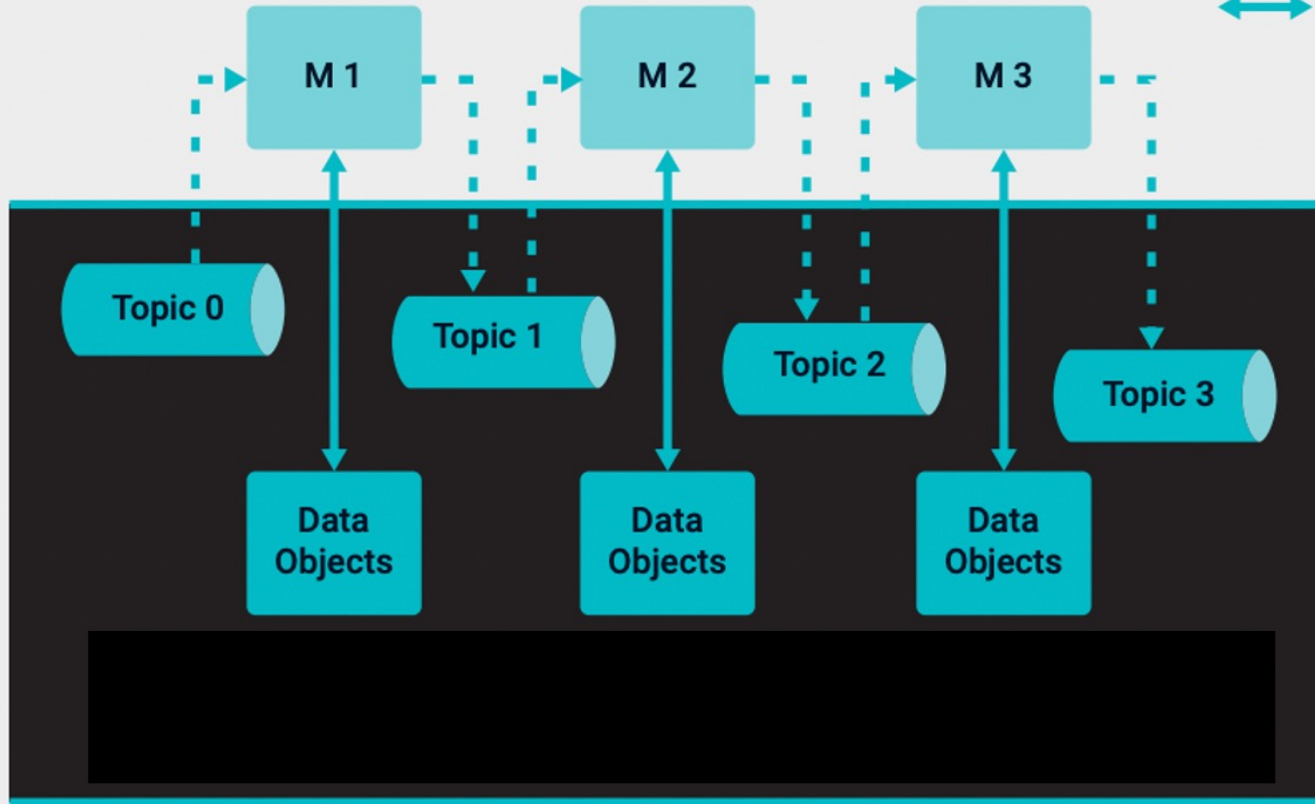 M 1
M 2
M 3
Topic 0
Topic 1
Topic 2
Topic 3
Data
Objects
Data
Objects
Data
Objects